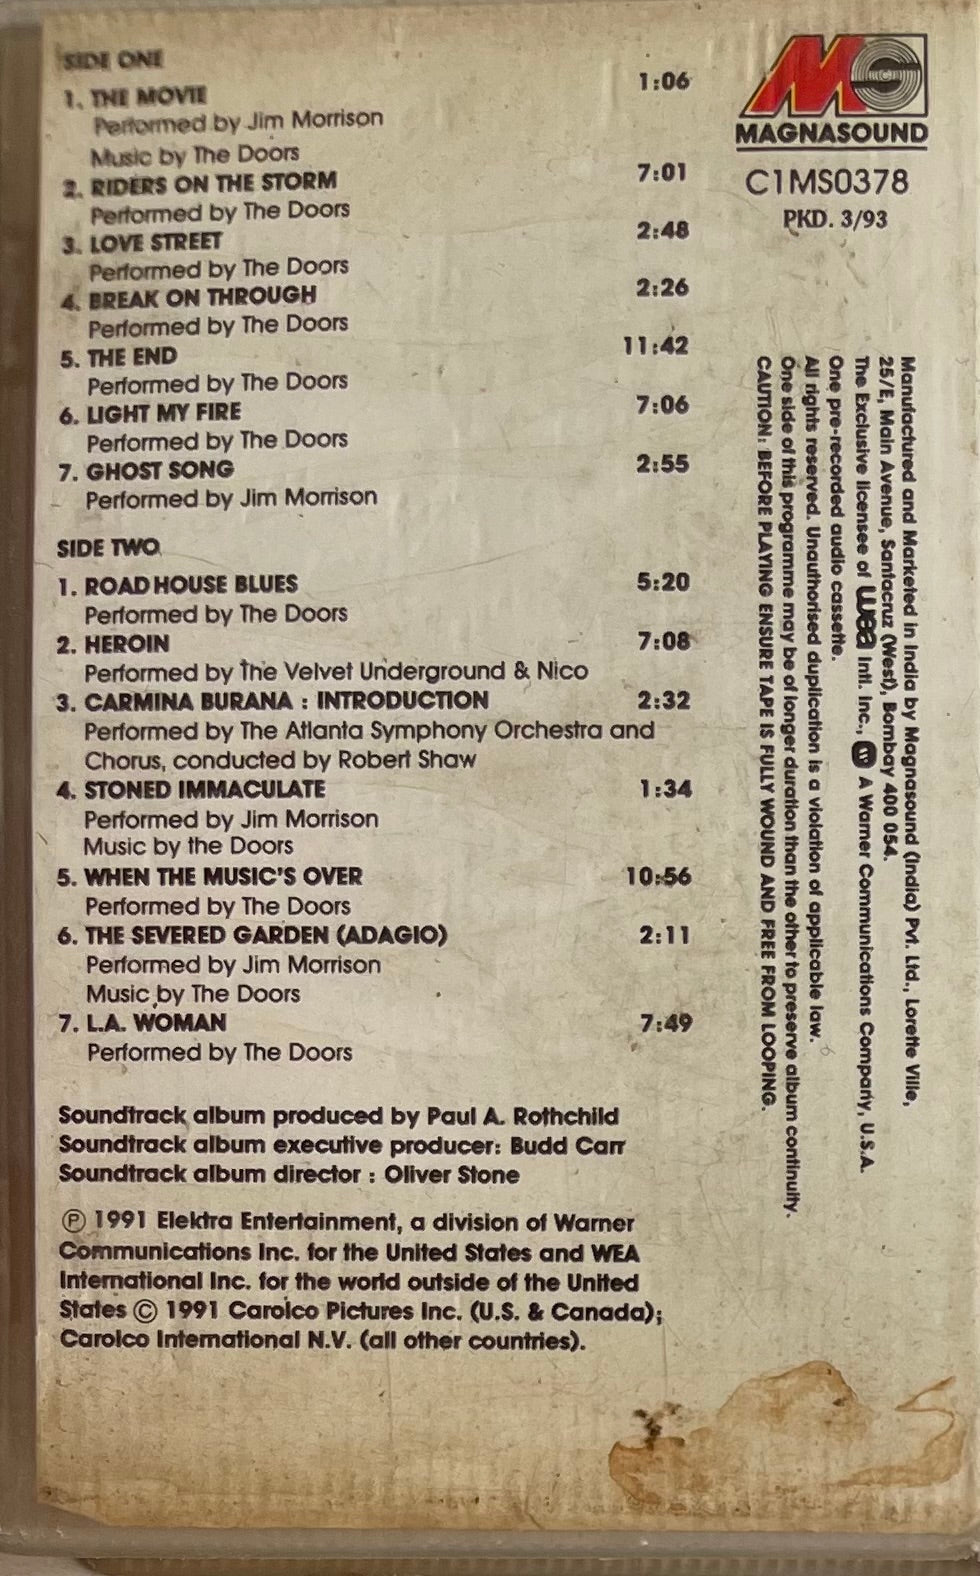 SIDE ONE
1. THE MOVIE 1:06
Performed by Jim Morrison
Music by The Doors
2. RIDERS ON THE STORM 7:01
Performed by The Doors
3. LOVE STREET 2:48
Performed by The Doors
4. BREAK ON THROUGH 2:26
Performed by The Doors
5. THE END 11:42
Performed by The Doors
6. LIGHT MY FIRE 7:06
Performed by The Doors
7. GHOST SONG 2:55
Performed by Jim Morrison
SIDE TWO
1. ROAD HOUSE BLUES 5:20
Performed by The Doors
2. HEROIN 7:08
Performed by The Velvet Underground & Nico
3. CARMINA BURANA : INTRODUCTION 2:32
Performed by The Atlanta Symphony Orchestra and
Chorus, conducted by Robert Shaw
4. STONED IMMACULATE 1:34
Performed by Jim Morrison
Music by the Doors
5. WHEN THE MUSIC'S OVER 10:56
Performed by The Doors
6. THE SEVERED GARDEN (ADAGIO) 2:11
Performed by Jim Morrison
Music by The Doors
7. L.A. WOMAN 7:49
Performed by The Doors
Soundtrack album produced by Paul A. Rothchild
Soundtrack album executive producer: Budd Carr
Soundtrack album director : Oliver Stone
℗ 1991 Elektra Entertainment, a division of Warner
Communications Inc. for the United States and WEA
International Inc. for the world outside of the United
States © 1991 Carolco Pictures Inc. (U.S. & Canada);
Carolco International N.V. (all other countries).
MS
MAGNASOUND
C1MS0378
PKD. 3/93
Manufactured and Marketed in India by Magnasound (India) Pvt. Ltd., Lorette Ville,
25/E, Main Avenue, Santacruz (West), Bombay 400 054.
The Exclusive licensee of wea Intl. Inc., A Warner Communications Company, U.S.A.
One pre-recorded audio cassette.
All rights reserved. Unauthorised duplication is a violation of applicable law.
One side of this programme may be of longer duration than the other to preserve album continuity.
CAUTION: BEFORE PLAYING ENSURE TAPE IS FULLY WOUND AND FREE FROM LOOPING.